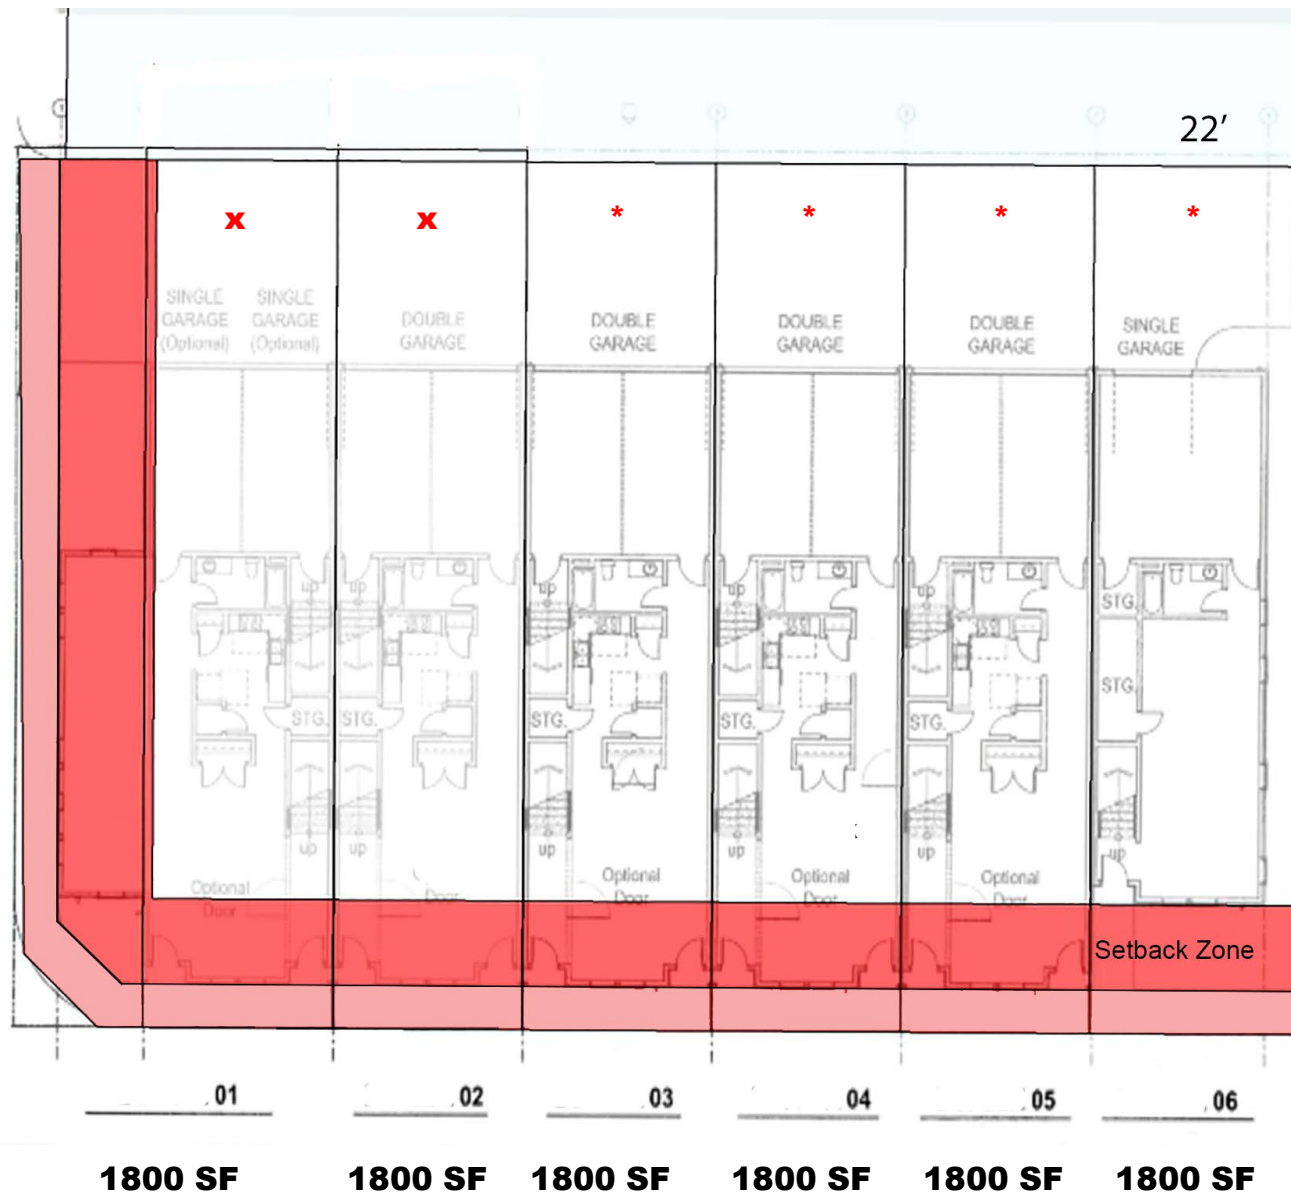 22’
x x * * * *
SINGLE GARAGE (Optional)
SINGLE GARAGE (Optional)
DOUBLE GARAGE
DOUBLE GARAGE
DOUBLE GARAGE
DOUBLE GARAGE
SINGLE GARAGE
up up up up up
STG.
STG.
STG. STG. STG. STG. STG.
up up up up up up
Optional Door
Door
Optional Door
Optional Door
Optional Door
Setback Zone
01 02 03 04 05 06
1800 SF 1800 SF 1800 SF 1800 SF 1800 SF 1800 SF